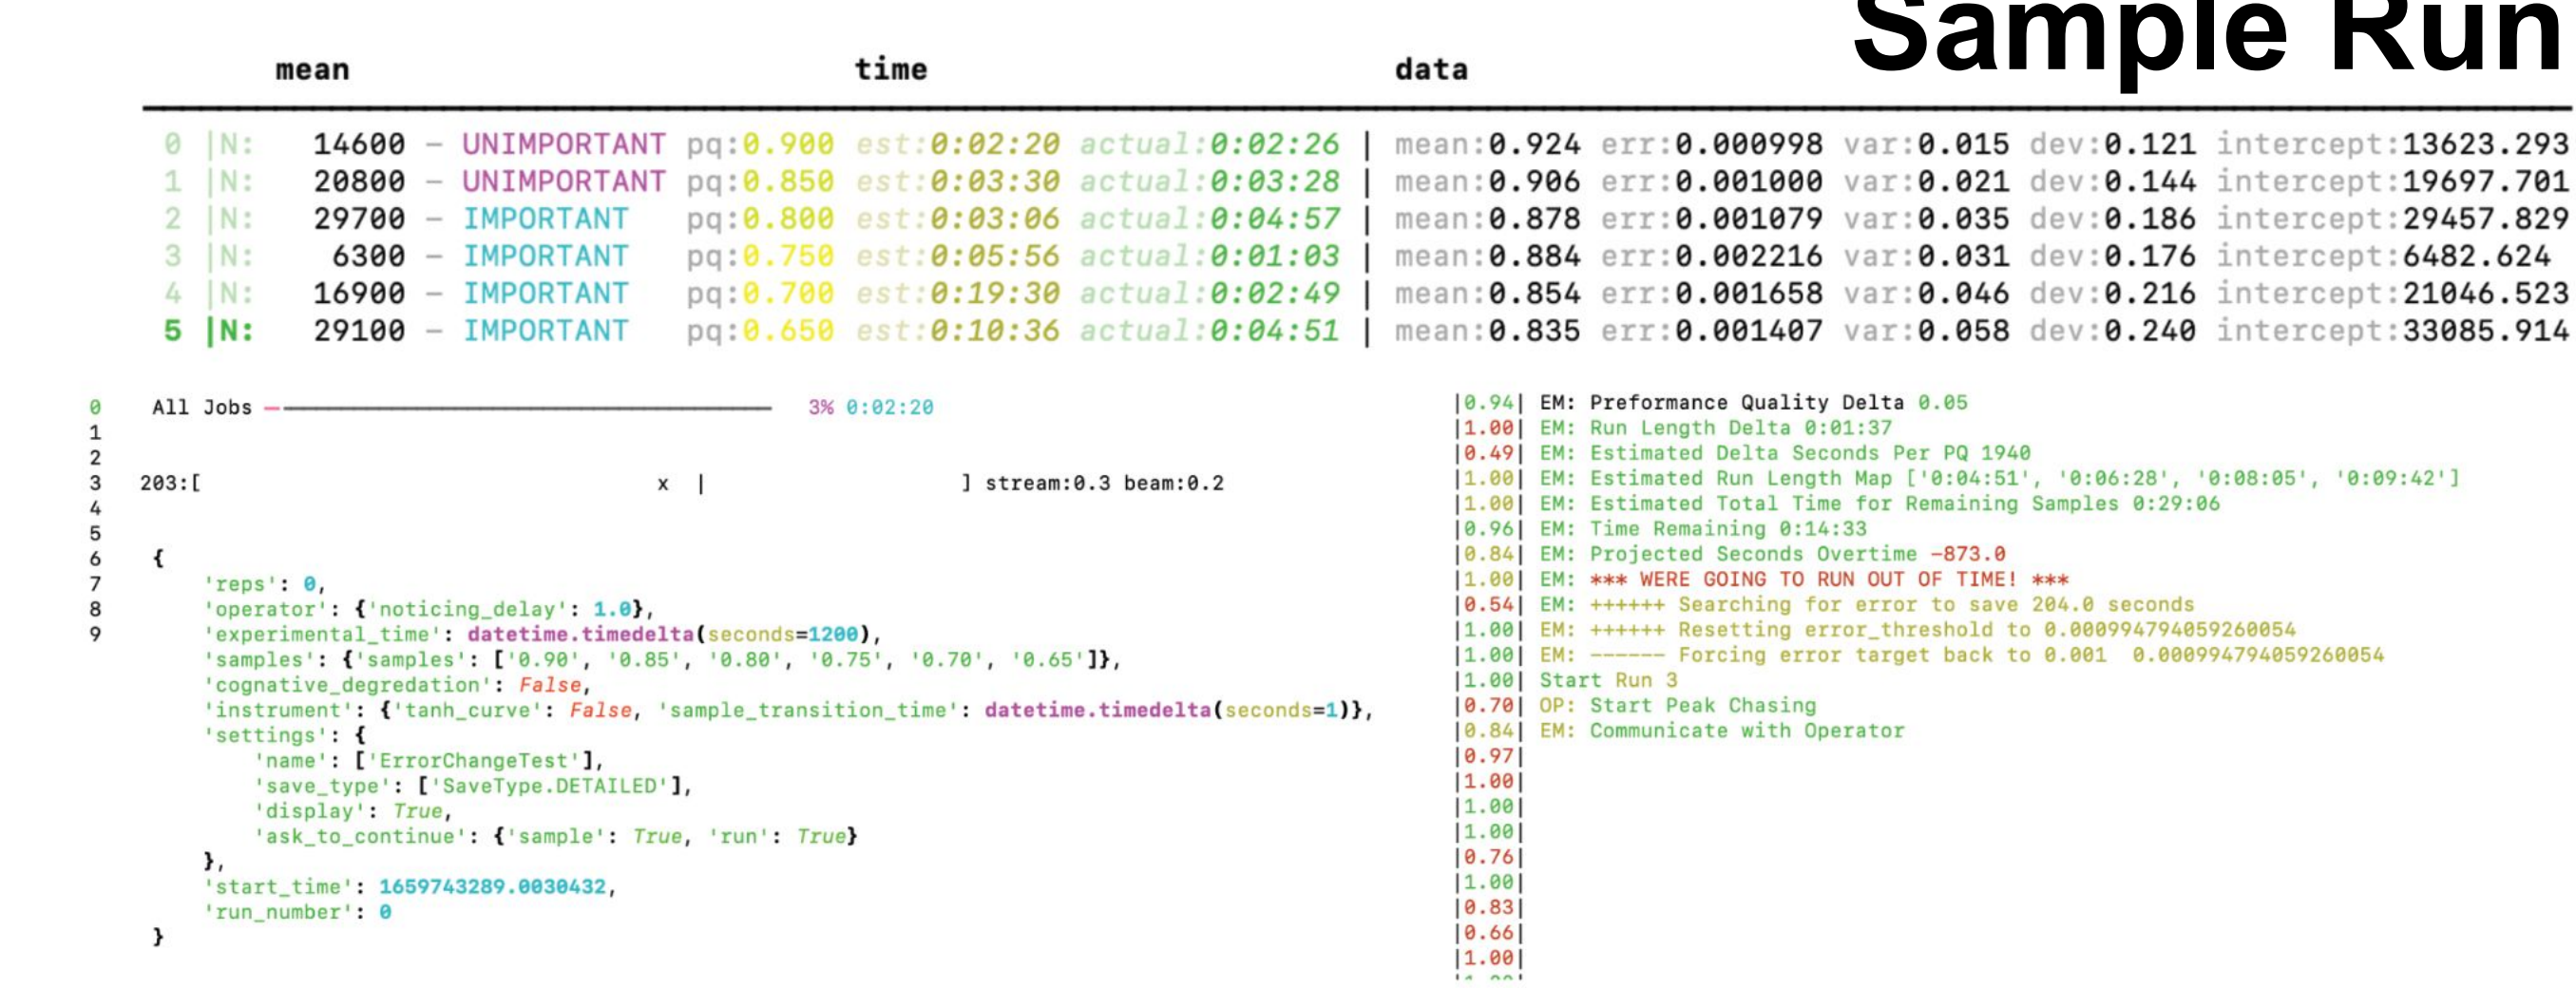 Sample Run
mean time data
0 |N: 14600 – UNIMPORTANT pq:0.900 est:0:02:20 actual:0:02:26 | mean:0.924 err:0.000998 var:0.015 dev:0.121 intercept:13623.293
1 |N: 20800 – UNIMPORTANT pq:0.850 est:0:03:30 actual:0:03:28 | mean:0.906 err:0.001000 var:0.021 dev:0.144 intercept:19697.701
2 |N: 29700 – IMPORTANT pq:0.800 est:0:03:06 actual:0:04:57 | mean:0.878 err:0.001079 var:0.035 dev:0.186 intercept:29457.829
3 |N: 6300 – IMPORTANT pq:0.750 est:0:05:56 actual:0:01:03 | mean:0.884 err:0.002216 var:0.031 dev:0.176 intercept:6482.624
4 |N: 16900 – IMPORTANT pq:0.700 est:0:19:30 actual:0:02:49 | mean:0.854 err:0.001658 var:0.046 dev:0.216 intercept:21046.523
5 |N: 29100 – IMPORTANT pq:0.650 est:0:10:36 actual:0:04:51 | mean:0.835 err:0.001407 var:0.058 dev:0.240 intercept:33085.914
0 All Jobs 3% 0:02:20
1
2
3 203:[ x | ] stream:0.3 beam:0.2
4
5
6 {
7 'reps': 0,
8 'operator': {'noticing_delay': 1.0},
9 'experimental_time': datetime.timedelta(seconds=1200),
'samples': {'samples': ['0.90', '0.85', '0.80', '0.75', '0.70', '0.65']},
'cognative_degredation': False,
'instrument': {'tanh_curve': False, 'sample_transition_time': datetime.timedelta(seconds=1)},
'settings': {
'name': ['ErrorChangeTest'],
'save_type': ['SaveType.DETAILED'],
'display': True,
'ask_to_continue': {'sample': True, 'run': True}
},
'start_time': 1659743289.0030432,
'run_number': 0
}
|0.94| EM: Preformance Quality Delta 0.05
|1.00| EM: Run Length Delta 0:01:37
|0.49| EM: Estimated Delta Seconds Per PQ 1940
|1.00| EM: Estimated Run Length Map ['0:04:51', '0:06:28', '0:08:05', '0:09:42']
|1.00| EM: Estimated Total Time for Remaining Samples 0:29:06
|0.96| EM: Time Remaining 0:14:33
|0.84| EM: Projected Seconds Overtime -873.0
|1.00| EM: *** WERE GOING TO RUN OUT OF TIME! ***
|0.54| EM: ++++++ Searching for error to save 204.0 seconds
|1.00| EM: ++++++ Resetting error_threshold to 0.000994794059260054
|1.00| EM: ------ Forcing error target back to 0.001 0.000994794059260054
|1.00| Start Run 3
|0.70| OP: Start Peak Chasing
|0.84| EM: Communicate with Operator
|0.97|
|1.00|
|1.00|
|1.00|
|0.76|
|1.00|
|0.83|
|0.66|
|1.00|